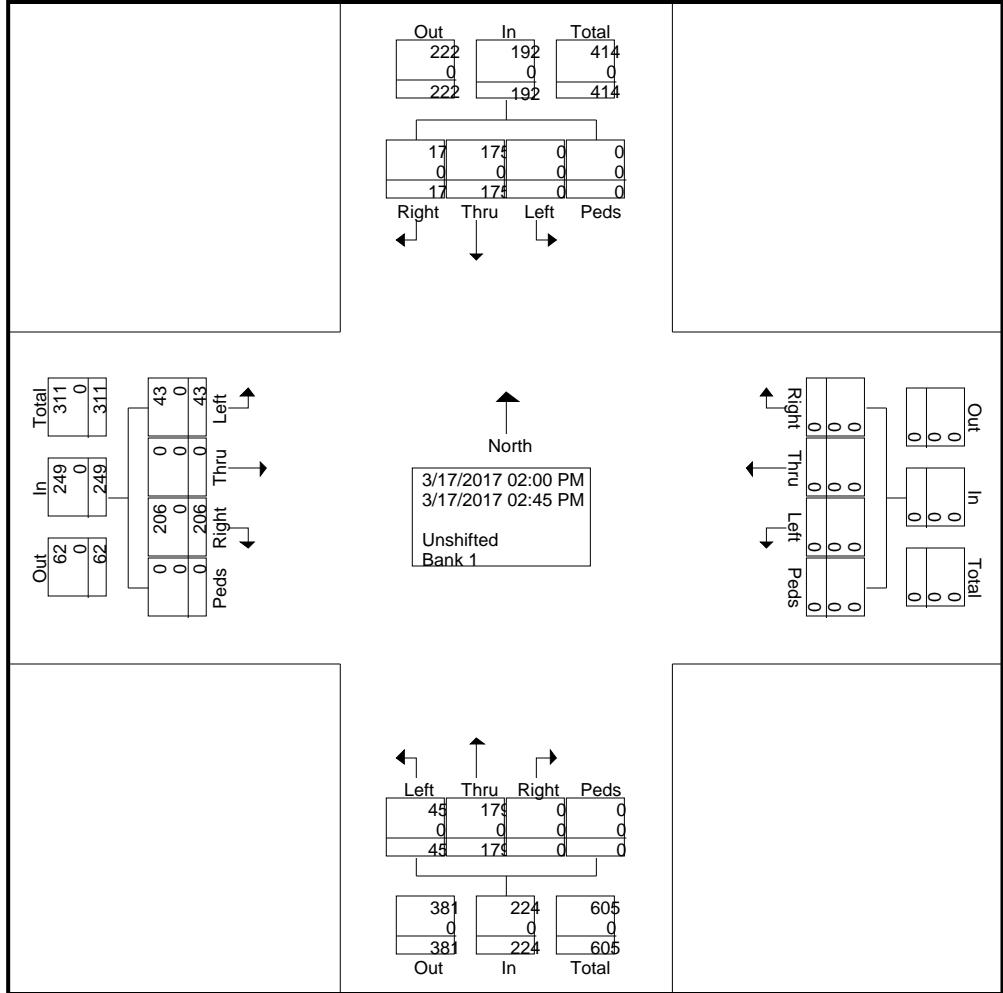 Out In Total
222 192 414
0 0 0
222 192 414
17 175 0 0
0 0 0 0
17 175 0 0
Right Thru Left Peds
Total
311
0
311
In
249
0
249
Out
62
0
62
43
0
43
Left
0
0
0
Thru
206
0
206
Right
0
0
0
Peds
North
3/17/2017 02:00 PM
3/17/2017 02:45 PM
Unshifted
Bank 1
Right
0
0
0
Thru
0
0
0
Left
0
0
0
Peds
0
0
0
Out
0
0
0
In
0
0
0
Total
0
0
0
Left Thru Right Peds
45 179 0 0
0 0 0 0
45 179 0 0
381 224 605
0 0 0
381 224 605
Out In Total